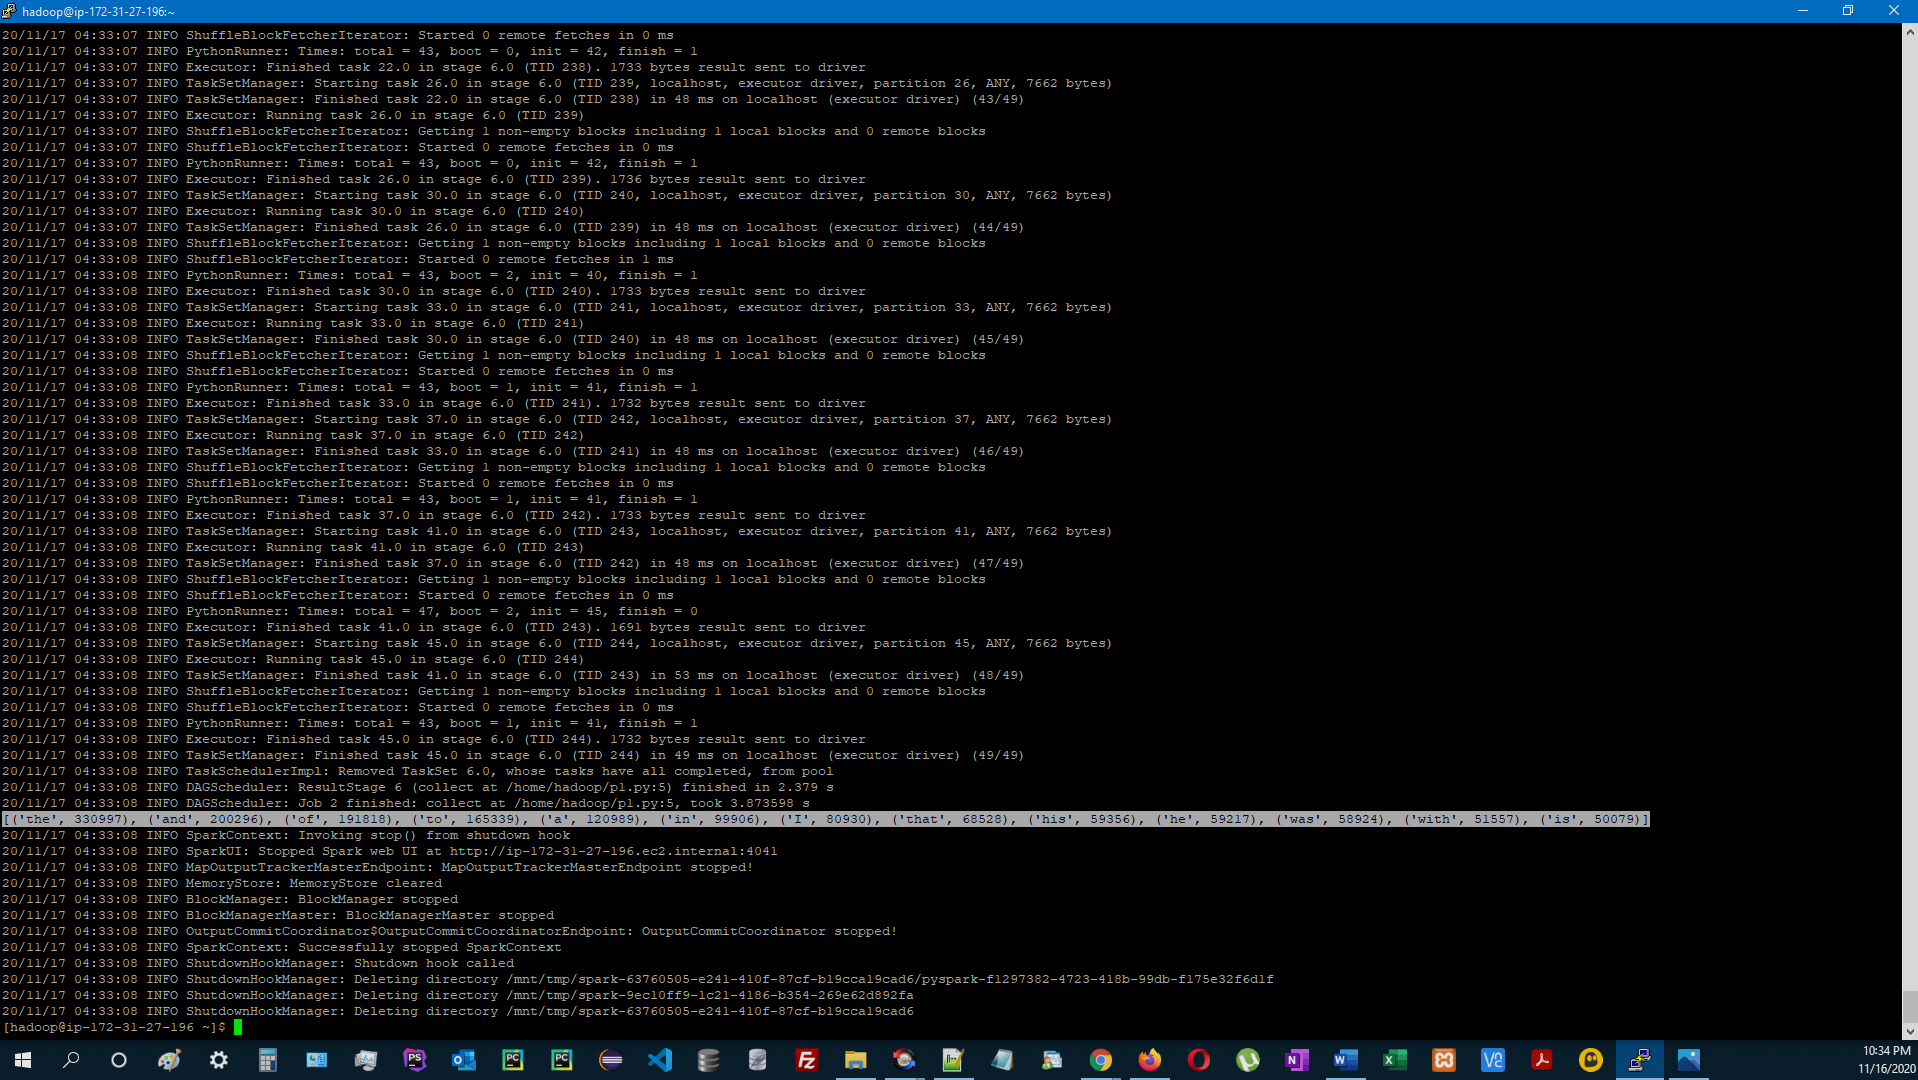 hadoop@ip-172-31-27-196:~
20/11/17 04:33:07 INFO ShuffleBlockFetcherIterator: Started 0 remote fetches in 0 ms
20/11/17 04:33:07 INFO PythonRunner: Times: total = 43, boot = 0, init = 42, finish = 1
20/11/17 04:33:07 INFO Executor: Finished task 22.0 in stage 6.0 (TID 238). 1733 bytes result sent to driver
20/11/17 04:33:07 INFO TaskSetManager: Starting task 26.0 in stage 6.0 (TID 239, localhost, executor driver, partition 26, ANY, 7662 bytes)
20/11/17 04:33:07 INFO TaskSetManager: Finished task 22.0 in stage 6.0 (TID 238) in 48 ms on localhost (executor driver) (43/49)
20/11/17 04:33:07 INFO Executor: Running task 26.0 in stage 6.0 (TID 239)
20/11/17 04:33:07 INFO ShuffleBlockFetcherIterator: Getting 1 non-empty blocks including 1 local blocks and 0 remote blocks
20/11/17 04:33:07 INFO ShuffleBlockFetcherIterator: Started 0 remote fetches in 0 ms
20/11/17 04:33:07 INFO PythonRunner: Times: total = 43, boot = 0, init = 42, finish = 1
20/11/17 04:33:07 INFO Executor: Finished task 26.0 in stage 6.0 (TID 239). 1736 bytes result sent to driver
20/11/17 04:33:07 INFO TaskSetManager: Starting task 30.0 in stage 6.0 (TID 240, localhost, executor driver, partition 30, ANY, 7662 bytes)
20/11/17 04:33:07 INFO Executor: Running task 30.0 in stage 6.0 (TID 240)
20/11/17 04:33:07 INFO TaskSetManager: Finished task 26.0 in stage 6.0 (TID 239) in 48 ms on localhost (executor driver) (44/49)
20/11/17 04:33:08 INFO ShuffleBlockFetcherIterator: Getting 1 non-empty blocks including 1 local blocks and 0 remote blocks
20/11/17 04:33:08 INFO ShuffleBlockFetcherIterator: Started 0 remote fetches in 1 ms
20/11/17 04:33:08 INFO PythonRunner: Times: total = 43, boot = 2, init = 40, finish = 1
20/11/17 04:33:08 INFO Executor: Finished task 30.0 in stage 6.0 (TID 240). 1733 bytes result sent to driver
20/11/17 04:33:08 INFO TaskSetManager: Starting task 33.0 in stage 6.0 (TID 241, localhost, executor driver, partition 33, ANY, 7662 bytes)
20/11/17 04:33:08 INFO Executor: Running task 33.0 in stage 6.0 (TID 241)
20/11/17 04:33:08 INFO TaskSetManager: Finished task 30.0 in stage 6.0 (TID 240) in 48 ms on localhost (executor driver) (45/49)
20/11/17 04:33:08 INFO ShuffleBlockFetcherIterator: Getting 1 non-empty blocks including 1 local blocks and 0 remote blocks
20/11/17 04:33:08 INFO ShuffleBlockFetcherIterator: Started 0 remote fetches in 0 ms
20/11/17 04:33:08 INFO PythonRunner: Times: total = 43, boot = 1, init = 41, finish = 1
20/11/17 04:33:08 INFO Executor: Finished task 33.0 in stage 6.0 (TID 241). 1732 bytes result sent to driver
20/11/17 04:33:08 INFO TaskSetManager: Starting task 37.0 in stage 6.0 (TID 242, localhost, executor driver, partition 37, ANY, 7662 bytes)
20/11/17 04:33:08 INFO Executor: Running task 37.0 in stage 6.0 (TID 242)
20/11/17 04:33:08 INFO TaskSetManager: Finished task 33.0 in stage 6.0 (TID 241) in 48 ms on localhost (executor driver) (46/49)
20/11/17 04:33:08 INFO ShuffleBlockFetcherIterator: Getting 1 non-empty blocks including 1 local blocks and 0 remote blocks
20/11/17 04:33:08 INFO ShuffleBlockFetcherIterator: Started 0 remote fetches in 0 ms
20/11/17 04:33:08 INFO PythonRunner: Times: total = 43, boot = 1, init = 41, finish = 1
20/11/17 04:33:08 INFO Executor: Finished task 37.0 in stage 6.0 (TID 242). 1733 bytes result sent to driver
20/11/17 04:33:08 INFO TaskSetManager: Starting task 41.0 in stage 6.0 (TID 243, localhost, executor driver, partition 41, ANY, 7662 bytes)
20/11/17 04:33:08 INFO Executor: Running task 41.0 in stage 6.0 (TID 243)
20/11/17 04:33:08 INFO TaskSetManager: Finished task 37.0 in stage 6.0 (TID 242) in 48 ms on localhost (executor driver) (47/49)
20/11/17 04:33:08 INFO ShuffleBlockFetcherIterator: Getting 1 non-empty blocks including 1 local blocks and 0 remote blocks
20/11/17 04:33:08 INFO ShuffleBlockFetcherIterator: Started 0 remote fetches in 0 ms
20/11/17 04:33:08 INFO PythonRunner: Times: total = 47, boot = 2, init = 45, finish = 0
20/11/17 04:33:08 INFO Executor: Finished task 41.0 in stage 6.0 (TID 243). 1691 bytes result sent to driver
20/11/17 04:33:08 INFO TaskSetManager: Starting task 45.0 in stage 6.0 (TID 244, localhost, executor driver, partition 45, ANY, 7662 bytes)
20/11/17 04:33:08 INFO Executor: Running task 45.0 in stage 6.0 (TID 244)
20/11/17 04:33:08 INFO TaskSetManager: Finished task 41.0 in stage 6.0 (TID 243) in 53 ms on localhost (executor driver) (48/49)
20/11/17 04:33:08 INFO ShuffleBlockFetcherIterator: Getting 1 non-empty blocks including 1 local blocks and 0 remote blocks
20/11/17 04:33:08 INFO ShuffleBlockFetcherIterator: Started 0 remote fetches in 0 ms
20/11/17 04:33:08 INFO PythonRunner: Times: total = 43, boot = 1, init = 41, finish = 1
20/11/17 04:33:08 INFO Executor: Finished task 45.0 in stage 6.0 (TID 244). 1732 bytes result sent to driver
20/11/17 04:33:08 INFO TaskSetManager: Finished task 45.0 in stage 6.0 (TID 244) in 49 ms on localhost (executor driver) (49/49)
20/11/17 04:33:08 INFO TaskSchedulerImpl: Removed TaskSet 6.0, whose tasks have all completed, from pool
20/11/17 04:33:08 INFO DAGScheduler: ResultStage 6 (collect at /home/hadoop/p1.py:5) finished in 2.379 s
20/11/17 04:33:08 INFO DAGScheduler: Job 2 finished: collect at /home/hadoop/p1.py:5, took 3.873598 s
[('the', 330997), ('and', 200296), ('of', 191818), ('to', 165339), ('a', 120989), ('in', 99906), ('I', 80930), ('that', 68528), ('his', 59356), ('he', 59217), ('was', 58924), ('with', 51557), ('is', 50079)]
20/11/17 04:33:08 INFO SparkContext: Invoking stop() from shutdown hook
20/11/17 04:33:08 INFO SparkUI: Stopped Spark web UI at http://ip-172-31-27-196.ec2.internal:4041
20/11/17 04:33:08 INFO MapOutputTrackerMasterEndpoint: MapOutputTrackerMasterEndpoint stopped!
20/11/17 04:33:08 INFO MemoryStore: MemoryStore cleared
20/11/17 04:33:08 INFO BlockManager: BlockManager stopped
20/11/17 04:33:08 INFO BlockManagerMaster: BlockManagerMaster stopped
20/11/17 04:33:08 INFO OutputCommitCoordinator$OutputCommitCoordinatorEndpoint: OutputCommitCoordinator stopped!
20/11/17 04:33:08 INFO SparkContext: Successfully stopped SparkContext
20/11/17 04:33:08 INFO ShutdownHookManager: Shutdown hook called
20/11/17 04:33:08 INFO ShutdownHookManager: Deleting directory /mnt/tmp/spark-63760505-e241-410f-87cf-b19cca19cad6/pyspark-f1297382-4723-418b-99db-f175e32f6d1f
20/11/17 04:33:08 INFO ShutdownHookManager: Deleting directory /mnt/tmp/spark-9ec10ff9-1c21-4186-b354-269e62d892fa
20/11/17 04:33:08 INFO ShutdownHookManager: Deleting directory /mnt/tmp/spark-63760505-e241-410f-87cf-b19cca19cad6
[hadoop@ip-172-31-27-196 ~]$
10:34 PM
11/16/2020